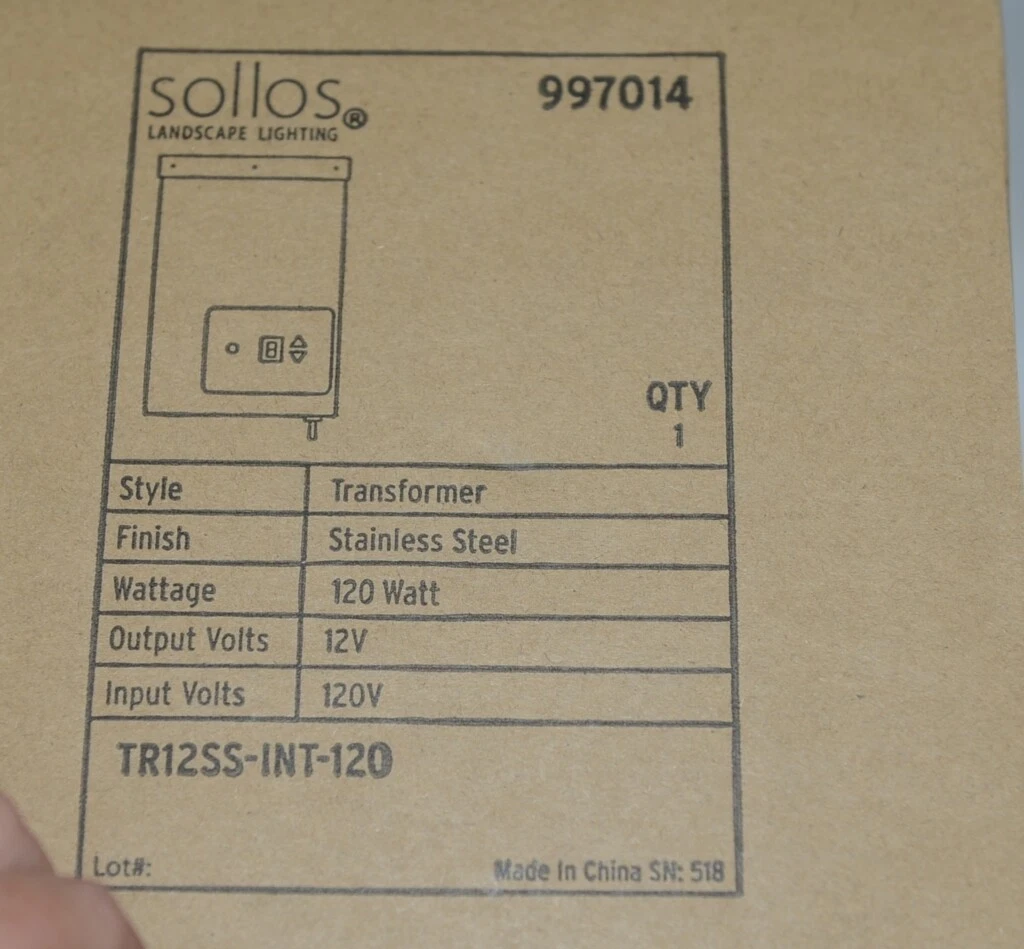 sollos®
997014
LANDSCAPE LIGHTING
8
QTY
1
Style Transformer
Finish Stainless Steel
Wattage 120 Watt
Output Volts 12V
Input Volts 120V
TR12SS-INT-120
Lot#: Made In China SN: 518